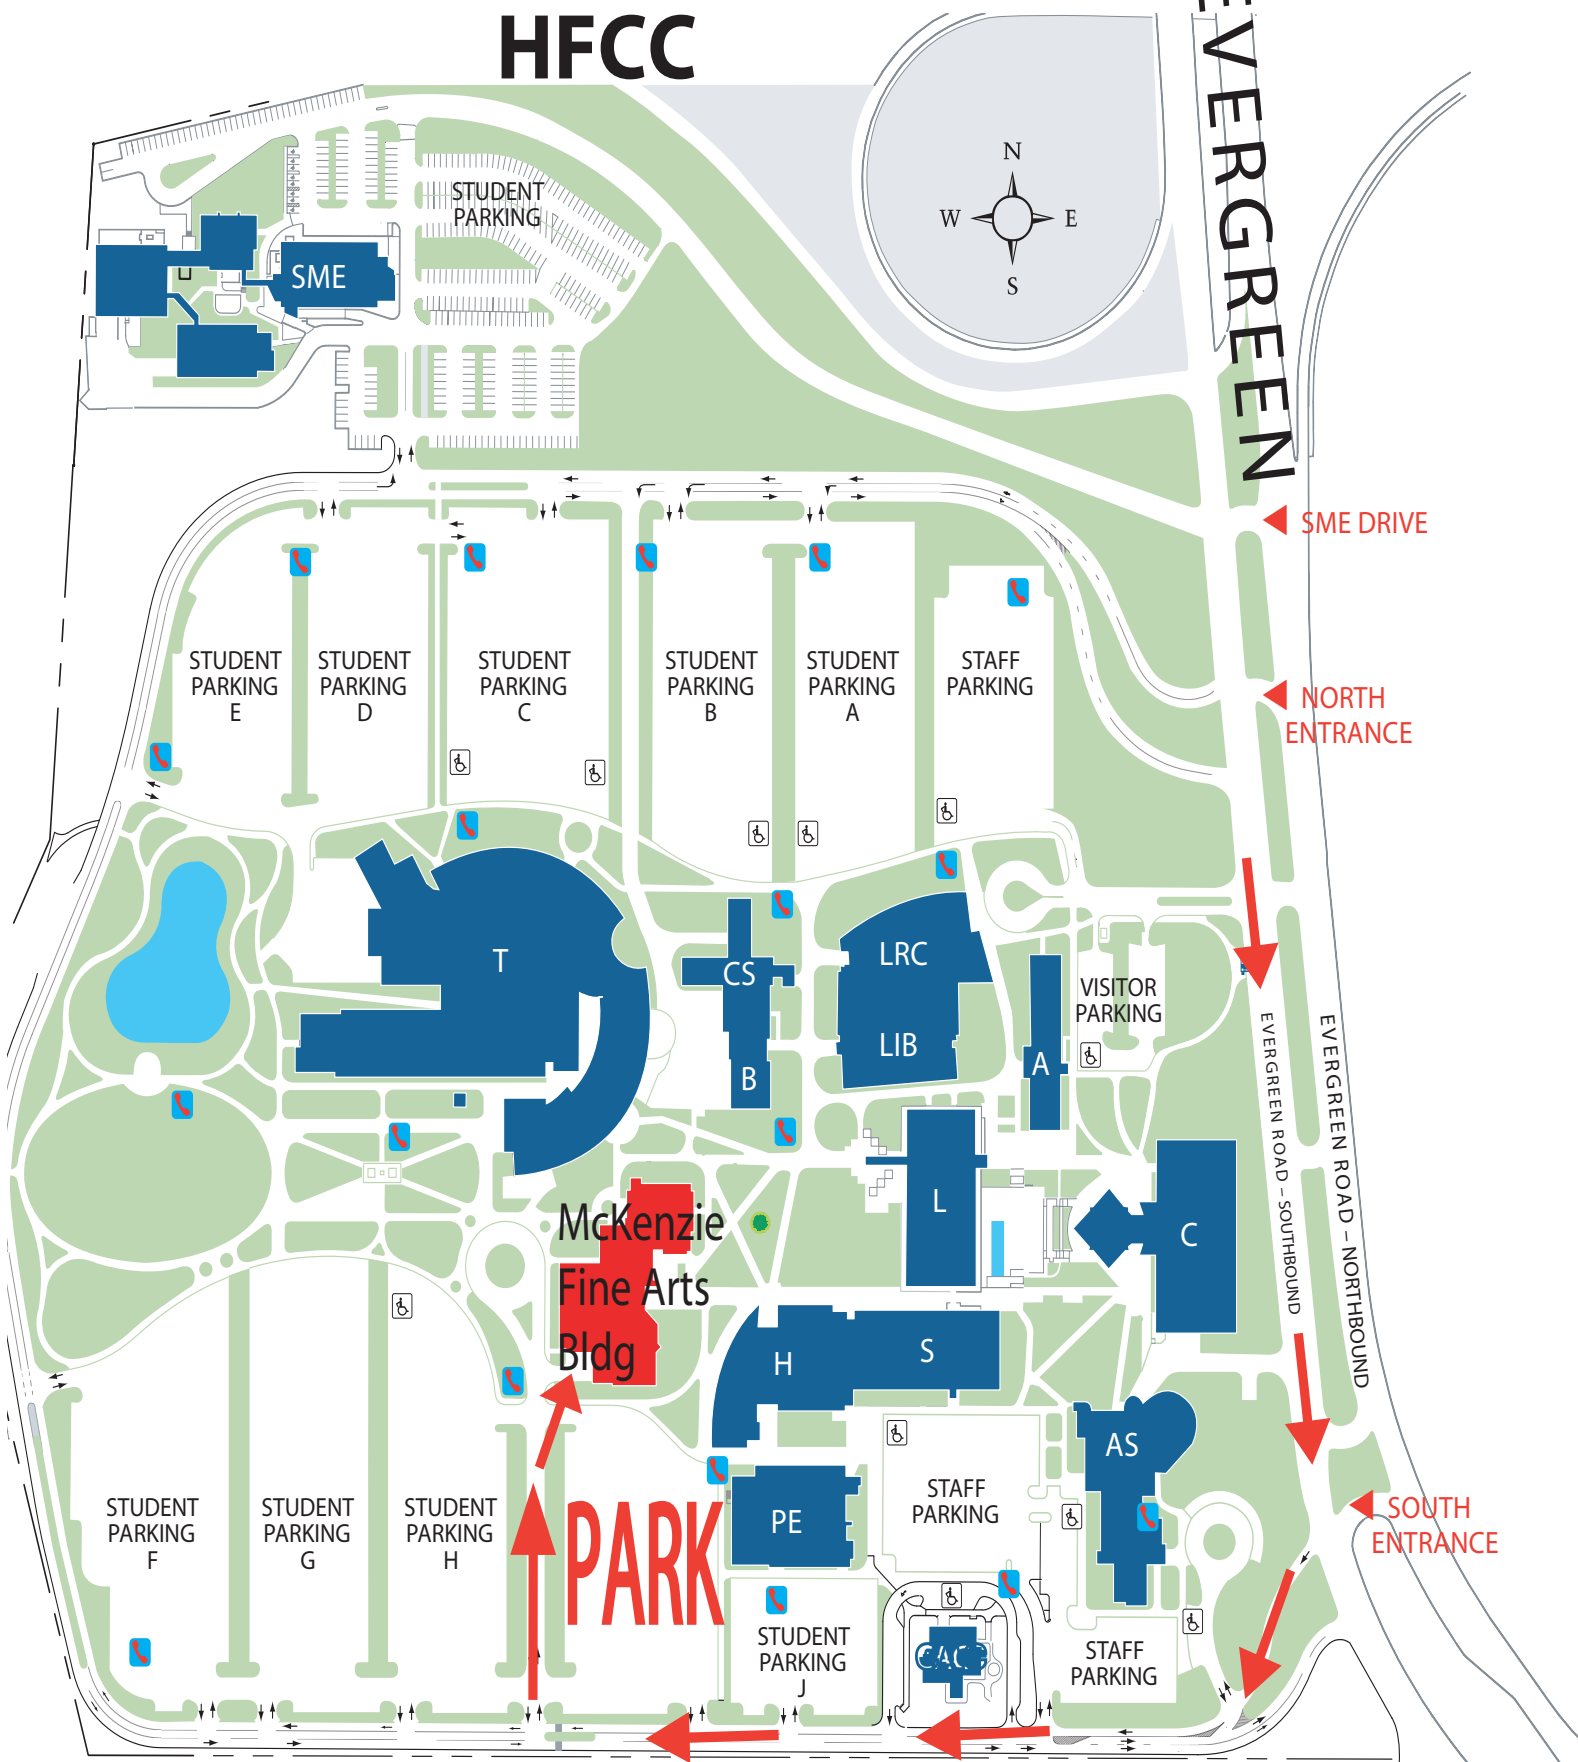 HFCC
EVERGREEN
N
W
E
S
STUDENT
PARKING
SME
SME DRIVE
NORTH
ENTRANCE
STUDENT
PARKING
E
STUDENT
PARKING
D
STUDENT
PARKING
C
STUDENT
PARKING
B
STUDENT
PARKING
A
STAFF
PARKING
T
CS
B
LRC
LIB
A
VISITOR
PARKING
EVERGREEN ROAD – SOUTHBOUND
EVERGREEN ROAD – NORTHBOUND
L
C
McKenzie
Fine Arts
Bldg
H
S
AS
PE
STAFF
PARKING
SOUTH
ENTRANCE
STUDENT
PARKING
F
STUDENT
PARKING
G
STUDENT
PARKING
H
PARK
STUDENT
PARKING
J
STAFF
PARKING